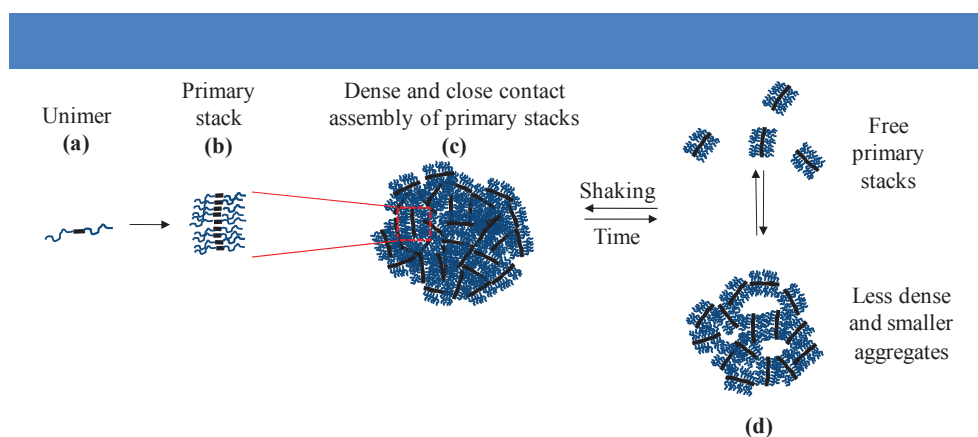 Unimer
(a)
Primary
stack
(b)
Dense and close contact
assembly of primary stacks
(c)
Shaking
Time
Free
primary
stacks
Less dense
and smaller
aggregates
(d)